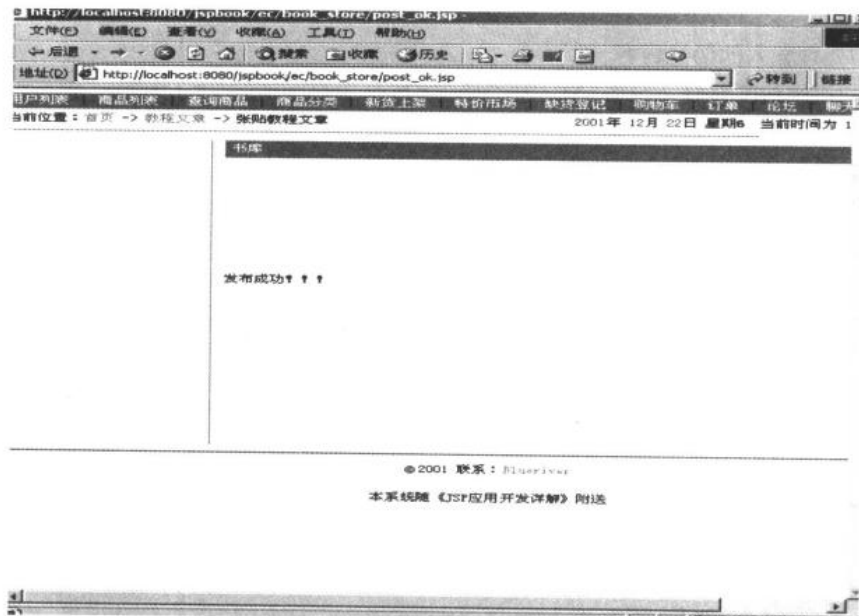 http://localhost:8080/jspbook/ec/book_store/post_ok.jsp -
文件(F) 编辑(E) 查看(V) 收藏(A) 工具(T) 帮助(H)
后退 搜索 收藏 历史
地址(D) http://localhost:8080/jspbook/ec/book_store/post_ok.jsp 转到 链接
用户列表 商品列表 查询商品 商品分类 新货上架 特价市场 缺货登记 购物车 订单 论坛 聊天
当前位置：首页 -> 教程文章 -> 张贴教程文章 2001年 12月 22日 星期6 当前时间为 1
书库
发布成功！！！
©2001 联系：Blueriver
本系统随《JSP应用开发详解》附送